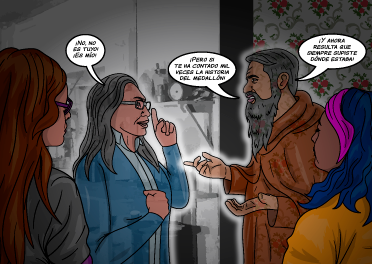 ¡NO, NO
ES TUYO!
¡ES MÍO!
¡PERO SI
TE HA CONTADO MIL
VECES LA HISTORIA
DEL MEDALLÓN!
¡Y AHORA
RESULTA QUE
SIEMPRE SUPISTE
DÓNDE ESTABA!